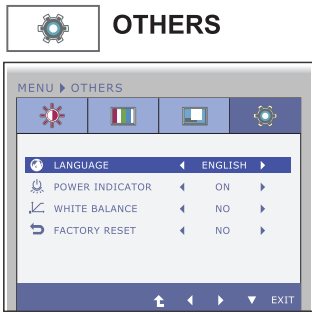 OTHERS
MENU OTHERS
LANGUAGE ENGLISH
POWER INDICATOR ON
WHITE BALANCE NO
FACTORY RESET NO
EXIT